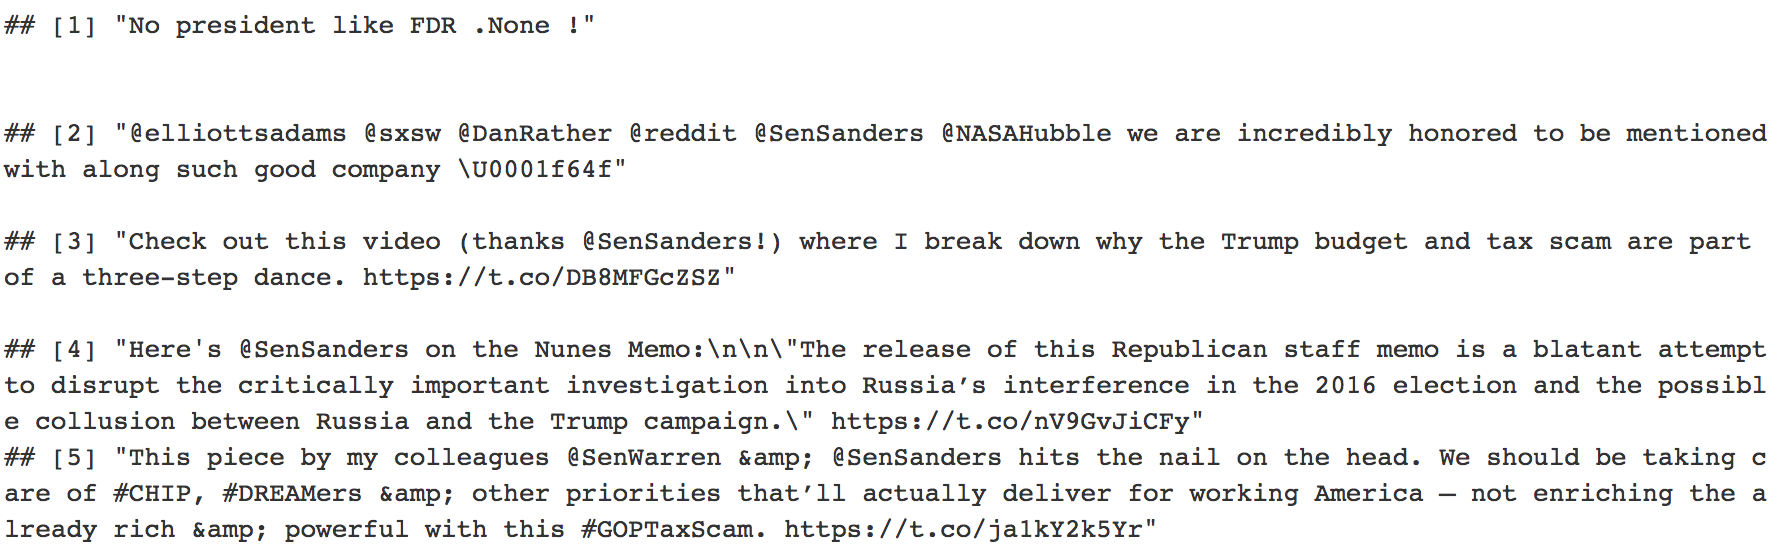 ## [1] "No president like FDR .None !"
## [2] "@elliottsadams @sxsw @DanRather @reddit @SenSanders @NASAHubble we are incredibly honored to be mentioned
with along such good company \U0001f64f"
## [3] "Check out this video (thanks @SenSanders!) where I break down why the Trump budget and tax scam are part
of a three-step dance. https://t.co/DB8MFGcZSZ"
## [4] "Here's @SenSanders on the Nunes Memo:\n\n\"The release of this Republican staff memo is a blatant attempt
to disrupt the critically important investigation into Russia’s interference in the 2016 election and the possibl
e collusion between Russia and the Trump campaign.\" https://t.co/nV9GvJiCFy"
## [5] "This piece by my colleagues @SenWarren &amp; @SenSanders hits the nail on the head. We should be taking c
are of #CHIP, #DREAMers &amp; other priorities that’ll actually deliver for working America — not enriching the a
lready rich &amp; powerful with this #GOPTaxScam. https://t.co/ja1kY2k5Yr"